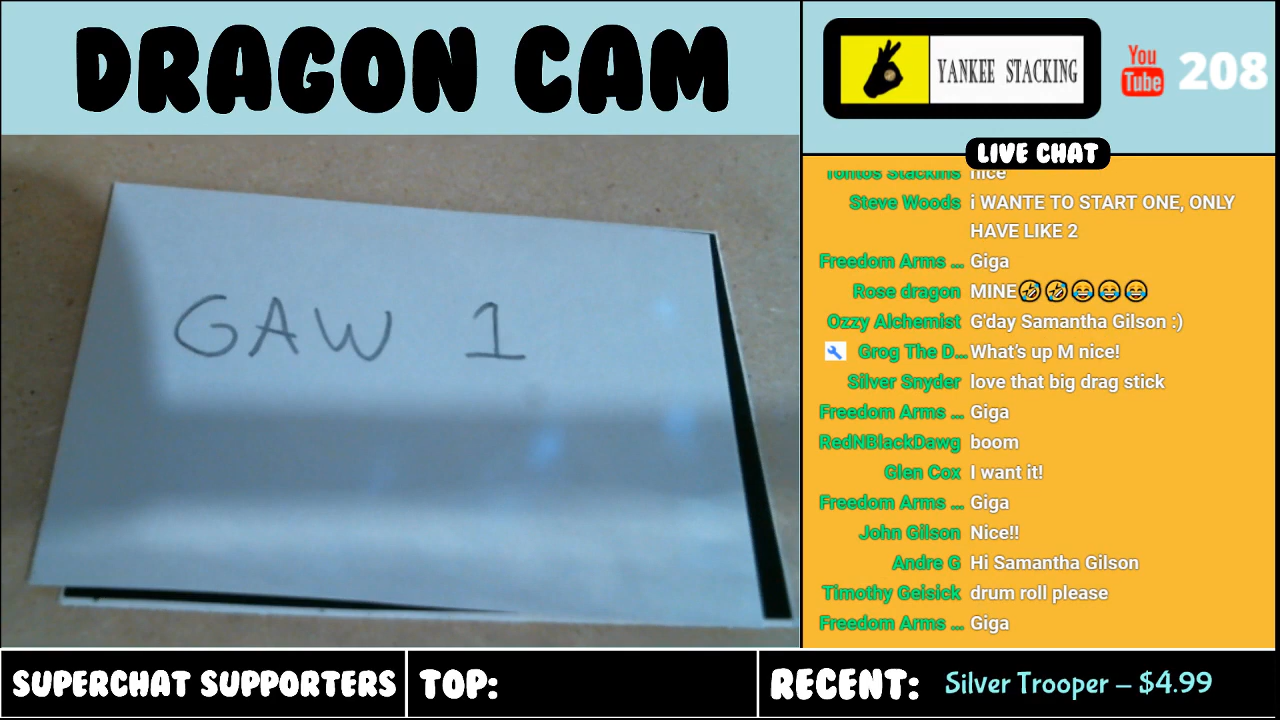 DRAGON CAM
GAW 1
YANKEE STACKING
You
Tube
208
LIVE CHAT
Tontos Stackins nice
Steve Woods i WANTE TO START ONE, ONLY
HAVE LIKE 2
Freedom Arms ... Giga
Rose dragon MINE🤣🤣😂😂😂
Ozzy Alchemist G'day Samantha Gilson :)
Grog The D... What's up M nice!
Silver Snyder love that big drag stick
Freedom Arms ... Giga
RedNBlackDawg boom
Glen Cox I want it!
Freedom Arms ... Giga
John Gilson Nice!!
Andre G Hi Samantha Gilson
Timothy Geisick drum roll please
Freedom Arms ... Giga
SUPERCHAT SUPPORTERS
TOP:
RECENT: Silver Trooper – $4.99